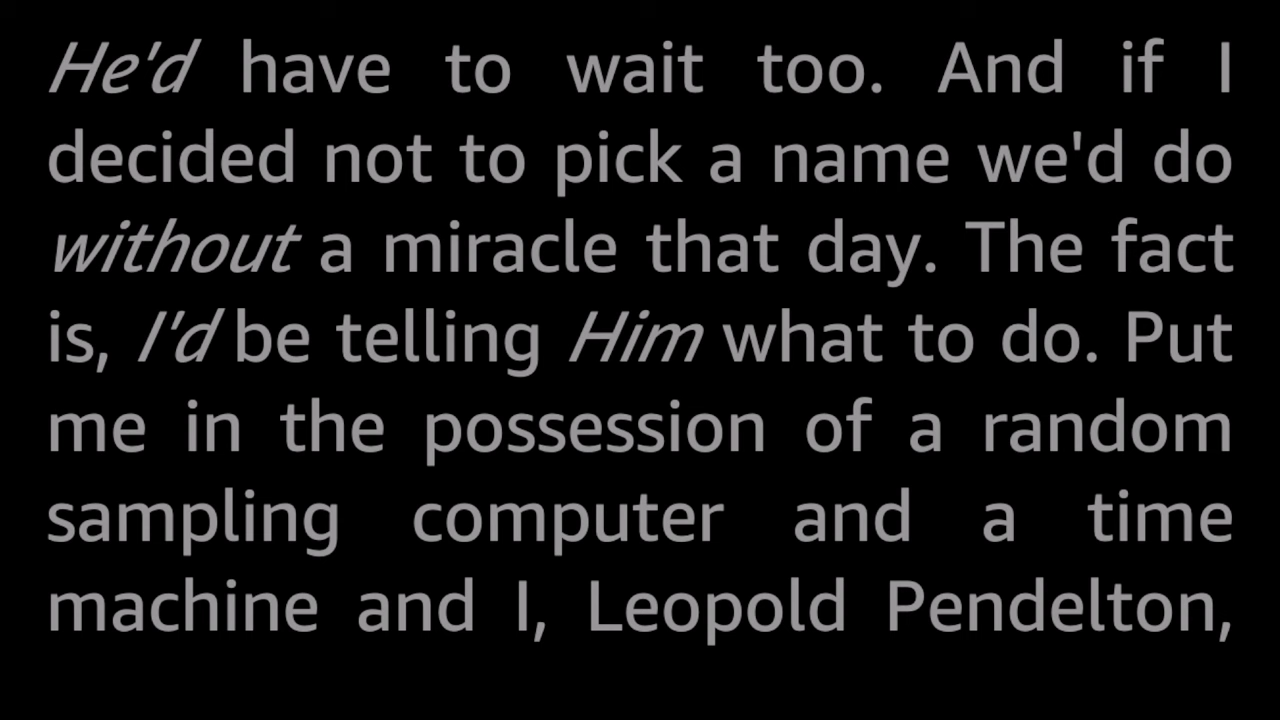 He'd have to wait too. And if I
decided not to pick a name we'd do
without a miracle that day. The fact
is, I'd be telling Him what to do. Put
me in the possession of a random
sampling computer and a time
machine and I, Leopold Pendelton,